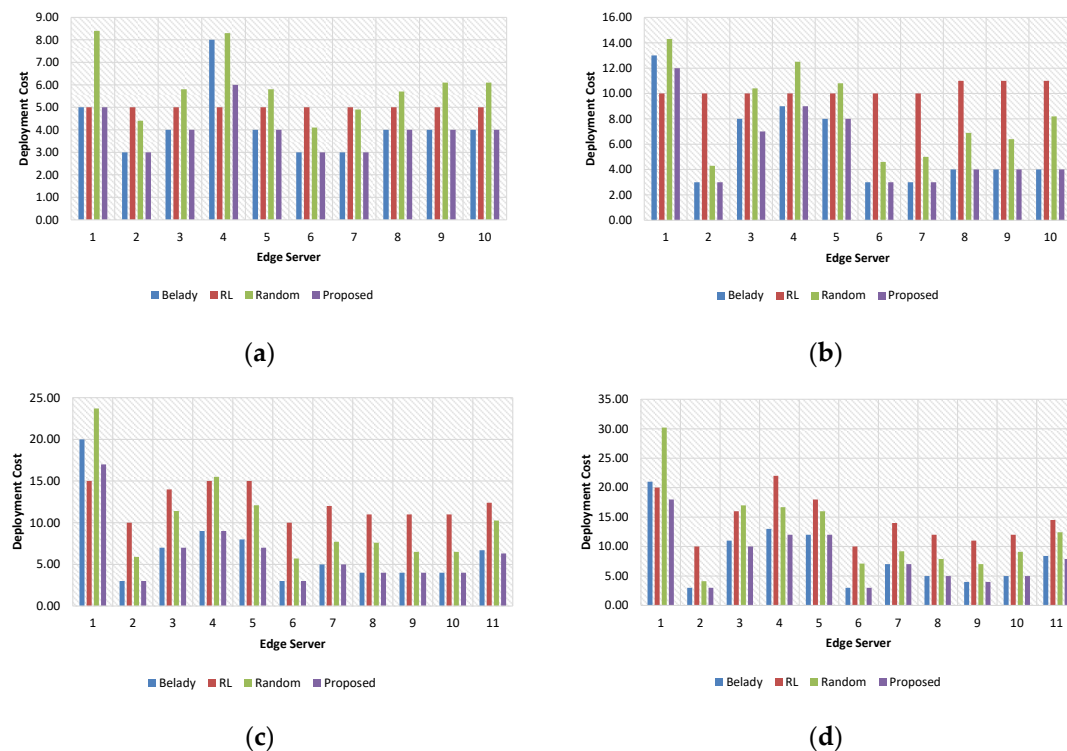 9.00
8.00
7.00
6.00
5.00
4.00
3.00
2.00
1.00
0.00
Deployment Cost
1 2 3 4 5 6 7 8 9 10
Edge Server
Belady RL Random Proposed
(a)
16.00
14.00
12.00
10.00
8.00
6.00
4.00
2.00
0.00
Deployment Cost
1 2 3 4 5 6 7 8 9 10
Edge Server
Belady RL Random Proposed
(b)
25.00
20.00
15.00
10.00
5.00
0.00
Deployment Cost
1 2 3 4 5 6 7 8 9 10 11
Edge Server
Belady RL Random Proposed
(c)
35.00
30.00
25.00
20.00
15.00
10.00
5.00
0.00
Deployment Cost
1 2 3 4 5 6 7 8 9 10 11
Edge Server
Belady RL Random Proposed
(d)